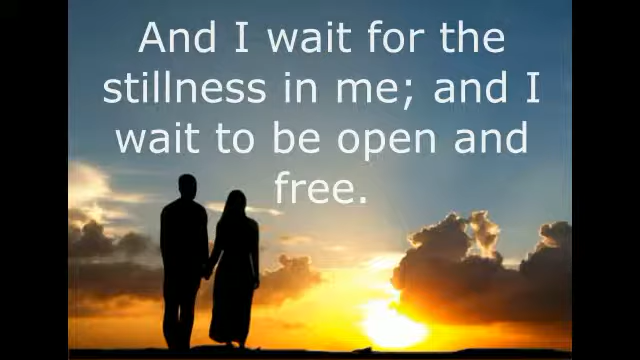 And I wait for the
stillness in me; and I
wait to be open and
free.